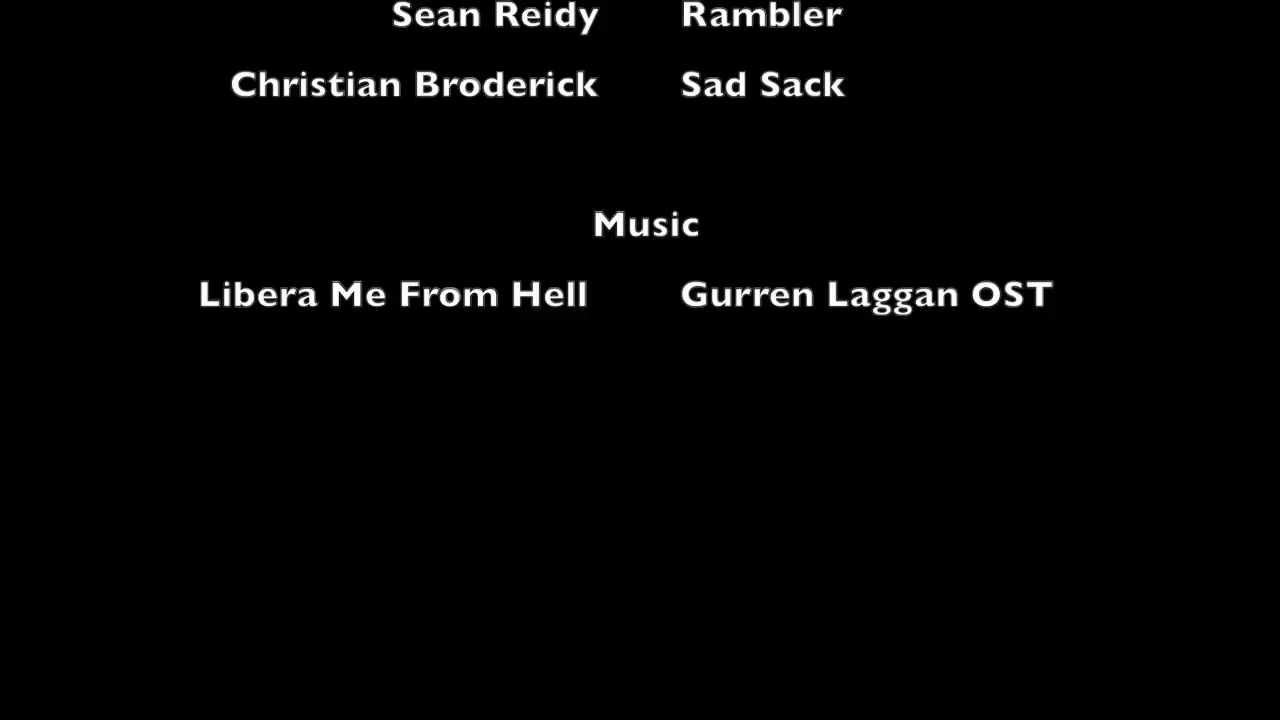 Sean Reidy Rambler
Christian Broderick Sad Sack
Music
Libera Me From Hell Gurren Laggan OST